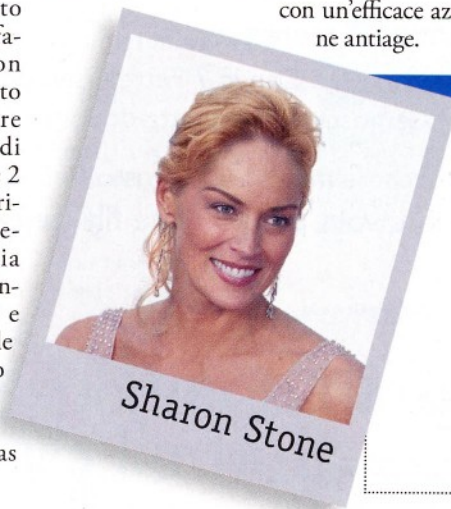 to
fa-
on
to
re
di
2
ri-
e-
ia
n-
e
le
o
as
con un'efficace az
ne antiage.
Sharon Stone